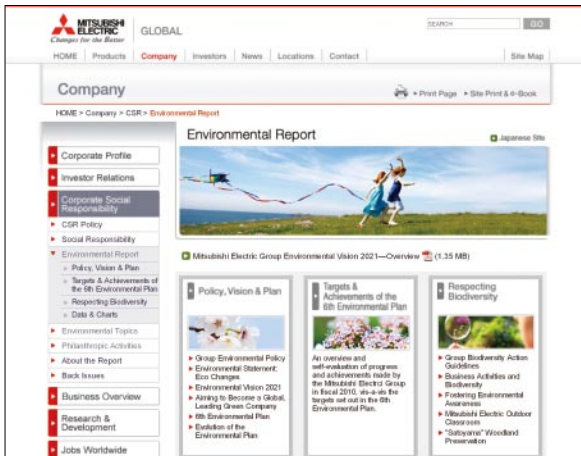 MITSUBISHI
ELECTRIC
Changes for the Better
GLOBAL
SEARCH
GO
HOME Products Company Investors News Locations Contact Site Map
Company
Print Page Site Print & e-Book
HOME > Company > CSR > Environmental Report
Environmental Report
Japanese Site
Corporate Profile
Investor Relations
Corporate Social
Responsibility
CSR Policy
Social Responsibility
Environmental Report
Policy, Vision & Plan
Targets & Achievements of
the 6th Environmental Plan
Respecting Biodiversity
Data & Charts
Environmental Topics
Philanthropic Activities
About the Report
Back Issues
Business Overview
Research &
Development
Jobs Worldwide
Mitsubishi Electric Group Environmental Vision 2021—Overview (1.35 MB)
Policy, Vision & Plan
Group Environmental Policy
Environmental Statement:
Eco Changes
Environmental Vision 2021
Aiming to Become a Global,
Leading Green Company
6th Environmental Plan
Evolution of the
Environmental Plan
Targets &
Achievements of the
6th Environmental Plan
An overview and
self-evaluation of progress
and achievements made by
the Mitsubishi Electrci Group
in fiscal 2010, vis-a-vis the
targets set out in the 6th
Environmental Plan.
Respecting
Biodiversity
Group Biodiversity Action
Guidelines
Business Activities and
Biodiversity
Fostering Environmental
Awareness
Mitsubishi Electric Outdoor
Classroom
"Satoyama" Woodland
Preservation